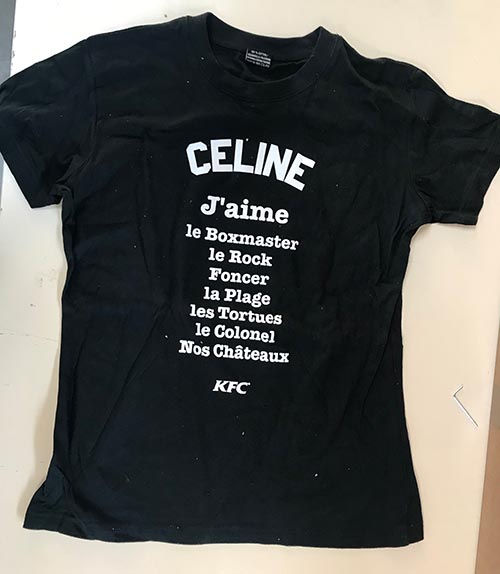 CELINE
J'aime
le Boxmaster
le Rock
Foncer
la Plage
les Tortues
le Colonel
Nos Châteaux
KFC